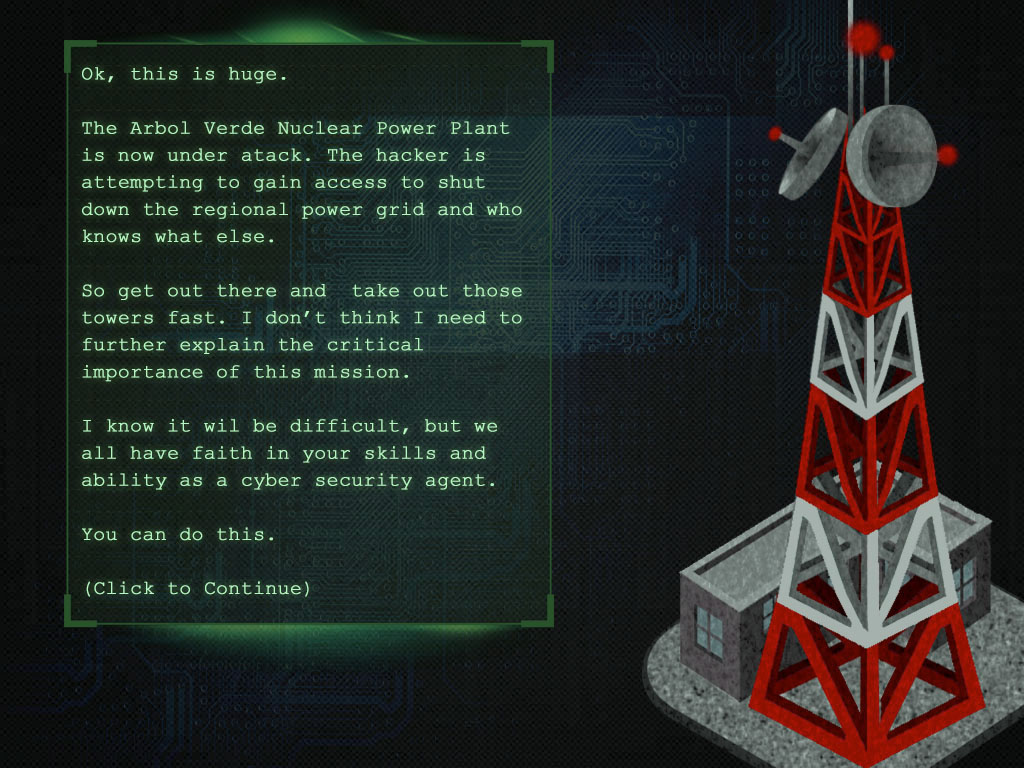 Ok, this is huge.
The Arbol Verde Nuclear Power Plant
is now under atack. The hacker is
attempting to gain access to shut
down the regional power grid and who
knows what else.
So get out there and  take out those
towers fast. I don’t think I need to
further explain the critical
importance of this mission.
I know it wil be difficult, but we
all have faith in your skills and
ability as a cyber security agent.
You can do this.
(Click to Continue)